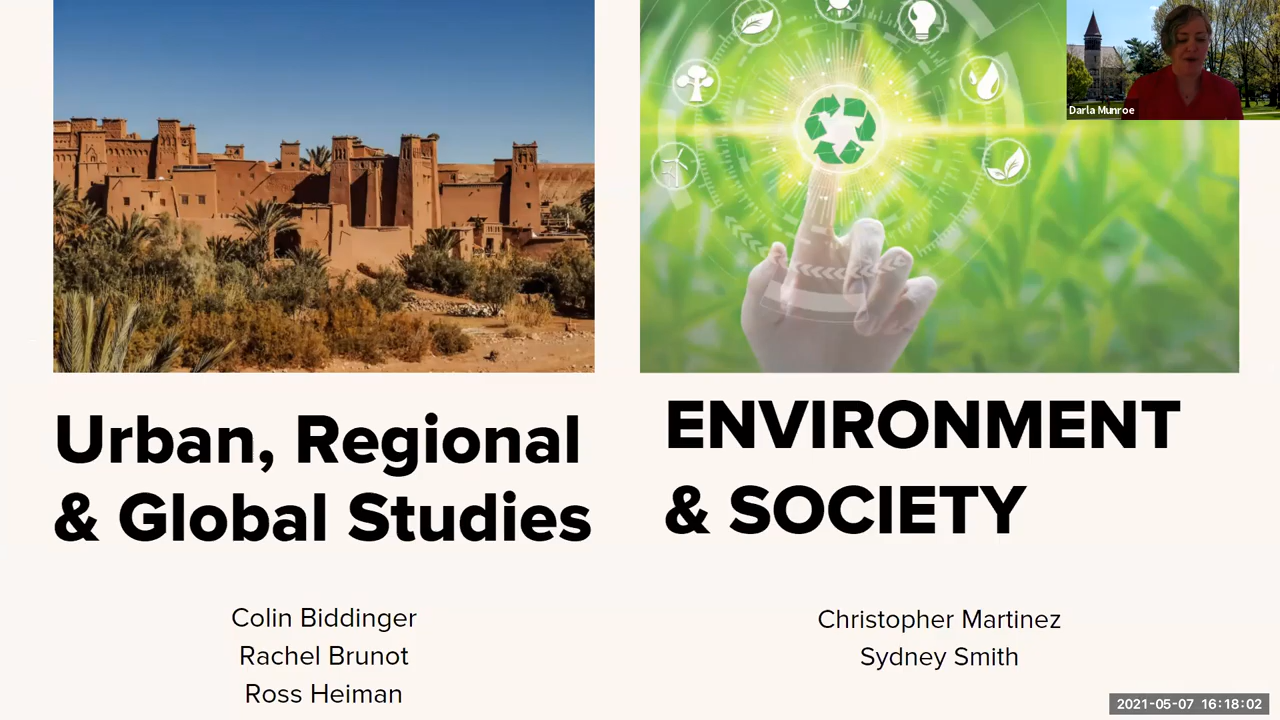 Darla Munroe
Urban, Regional
& Global Studies
Colin Biddinger
Rachel Brunot
Ross Heiman
ENVIRONMENT
& SOCIETY
Christopher Martinez
Sydney Smith
2021-05-07 16:18:02